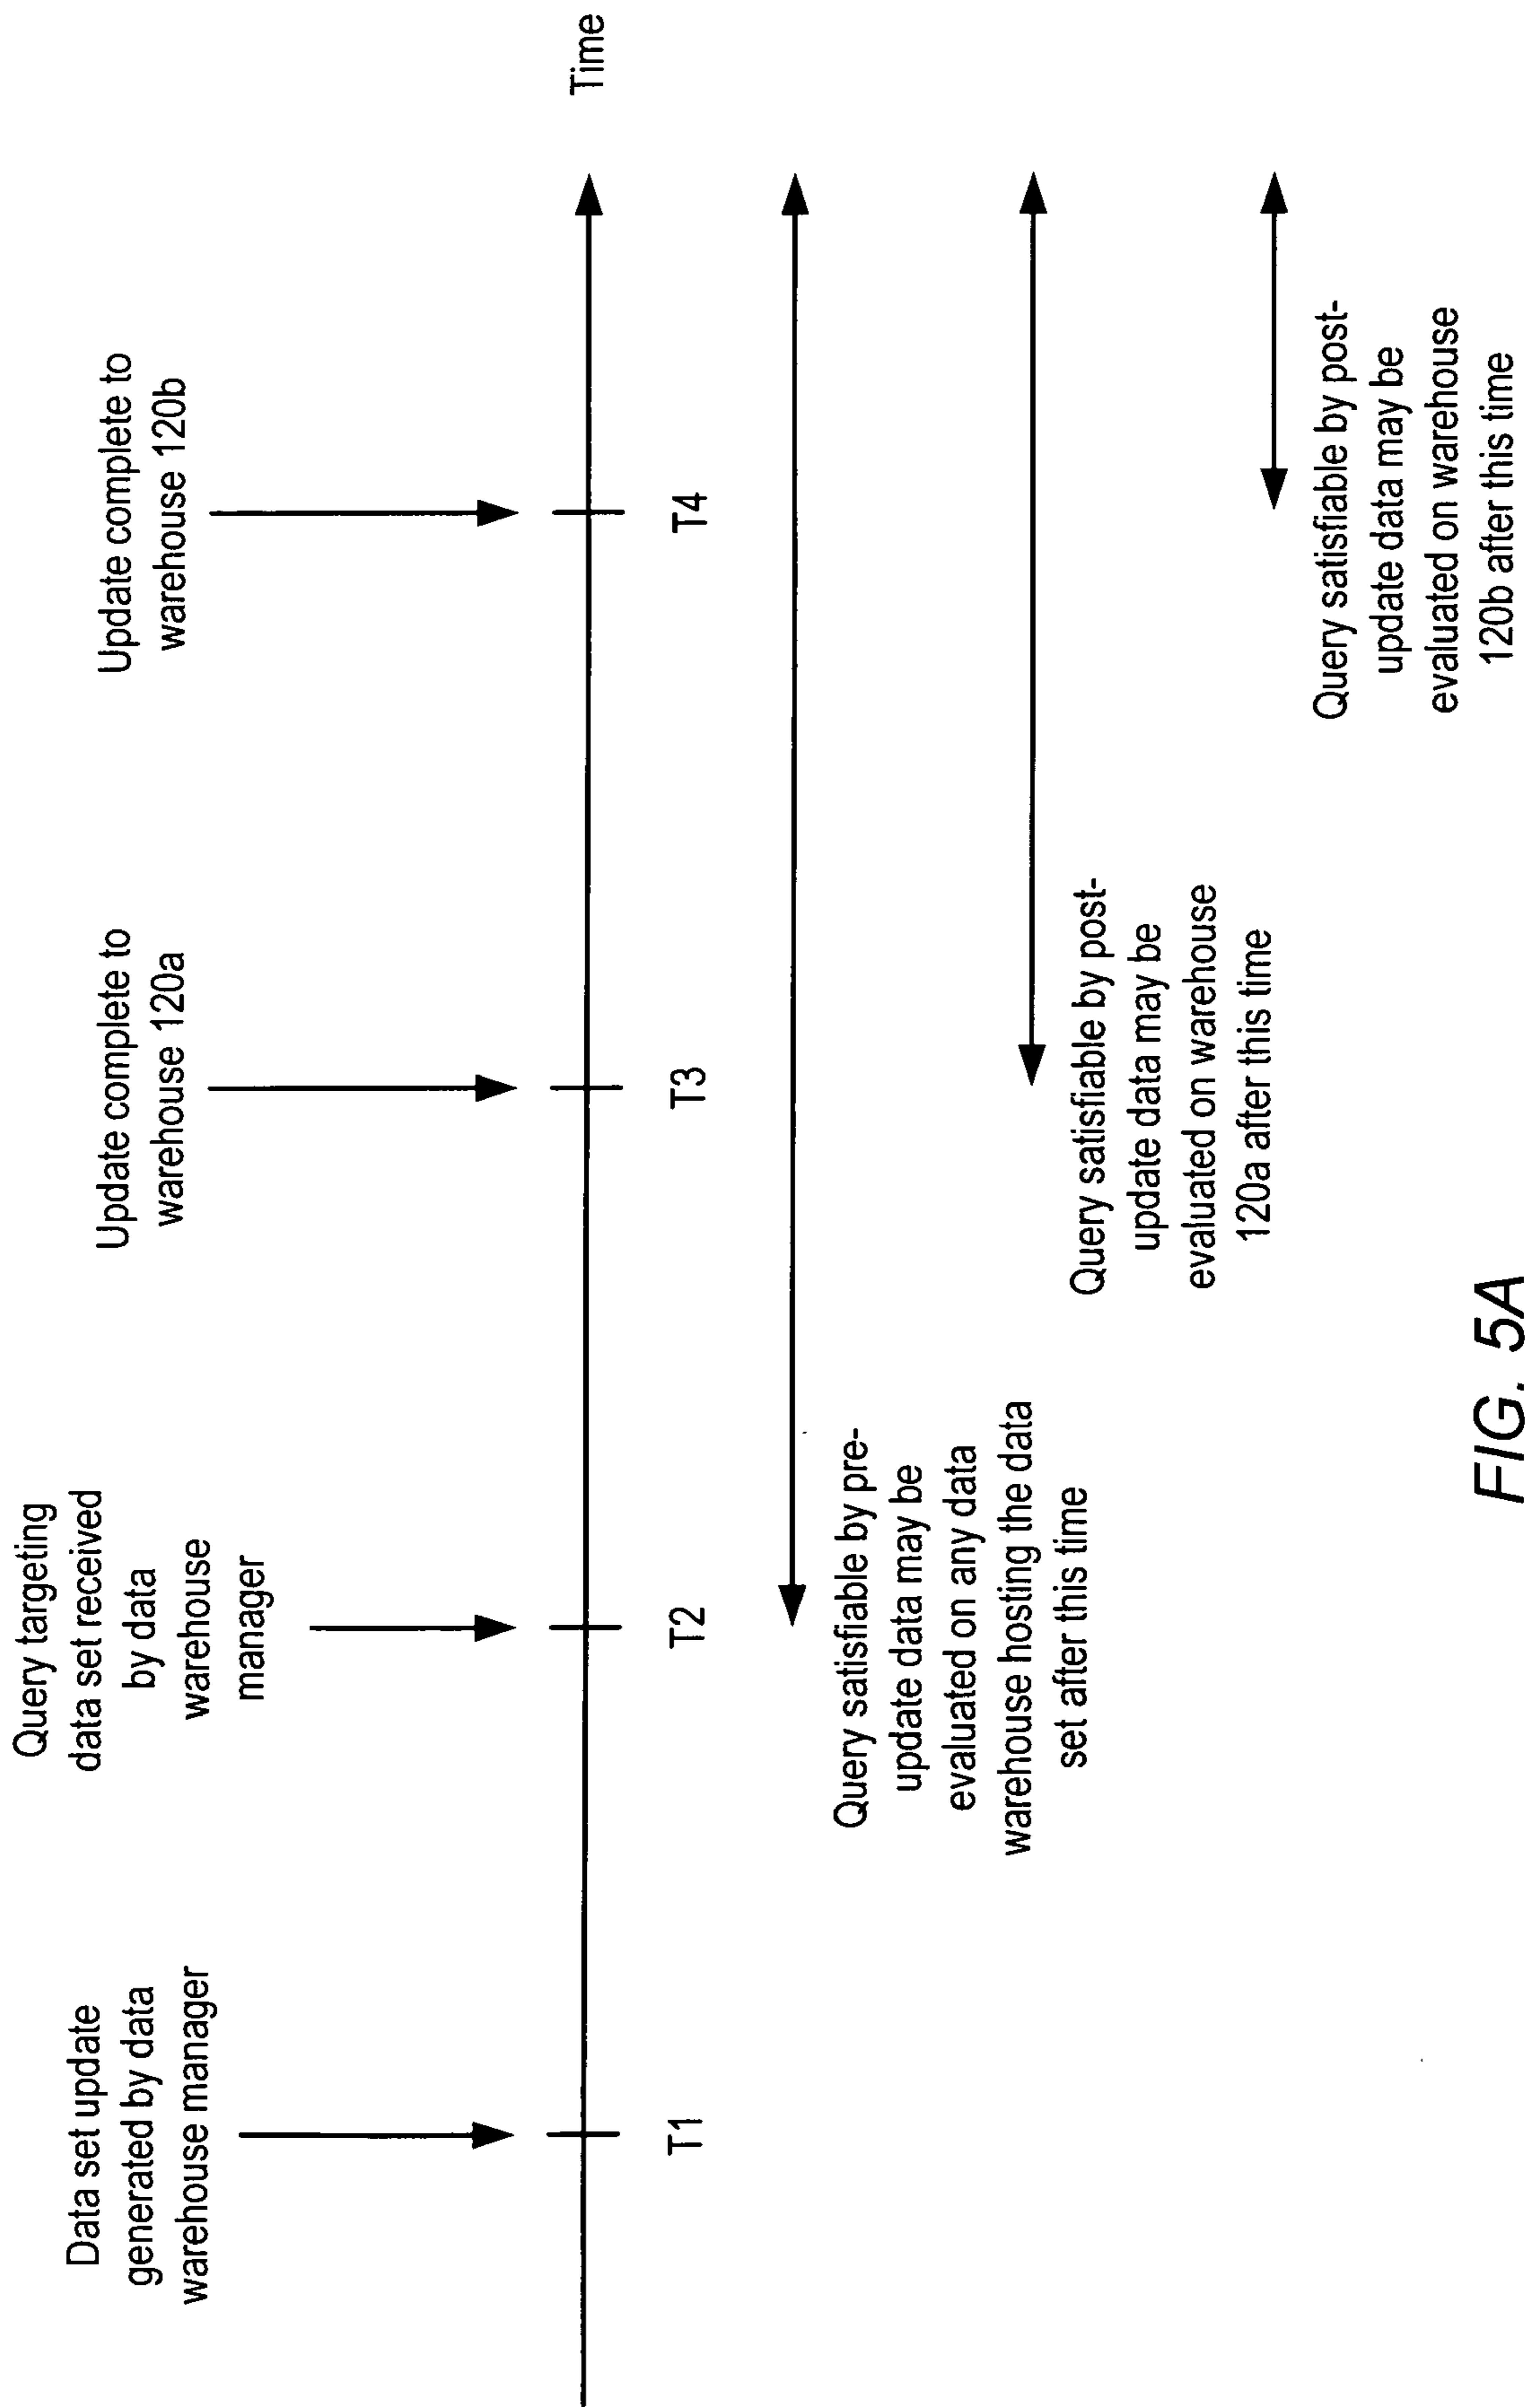 Data set update
generated by data
warehouse manager
Query targeting
data set received
by data
warehouse
manager
Update complete to
warehouse 120a
Update complete to
warehouse 120b
Time
T1
T2
T3
T4
Query satisfiable by pre-
update data may be
evaluated on any data
warehouse hosting the data
set after this time
Query satisfiable by post-
update data may be
evaluated on warehouse
120a after this time
Query satisfiable by post-
update data may be
evaluated on warehouse
120b after this time
FIG. 5A